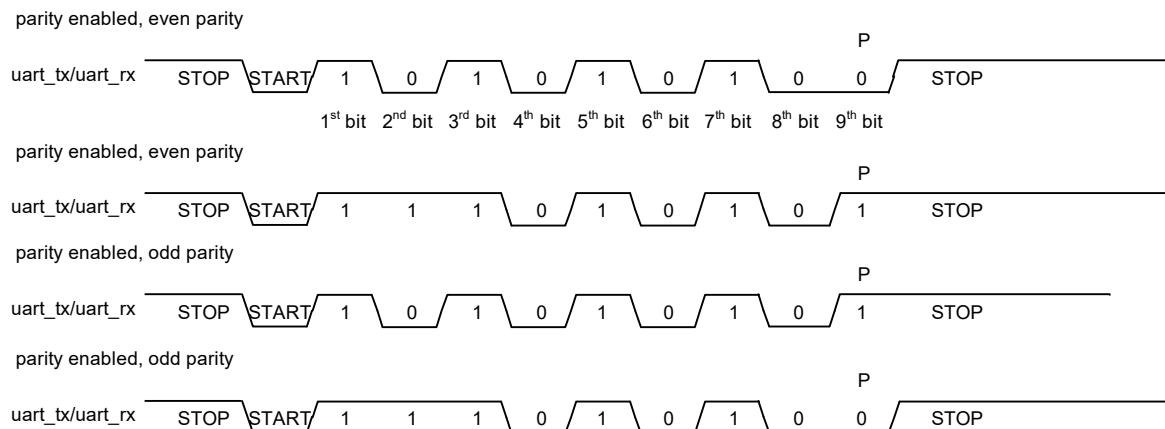 parity enabled, even parity
P
uart_tx/uart_rx STOP START 1 0 1 0 1 0 1 0 0 STOP
1st bit 2nd bit 3rd bit 4th bit 5th bit 6th bit 7th bit 8th bit 9th bit
parity enabled, even parity
P
uart_tx/uart_rx STOP START 1 1 1 0 1 0 1 0 1 STOP
parity enabled, odd parity
P
uart_tx/uart_rx STOP START 1 0 1 0 1 0 1 0 1 STOP
parity enabled, odd parity
P
uart_tx/uart_rx STOP START 1 1 1 0 1 0 1 0 0 STOP